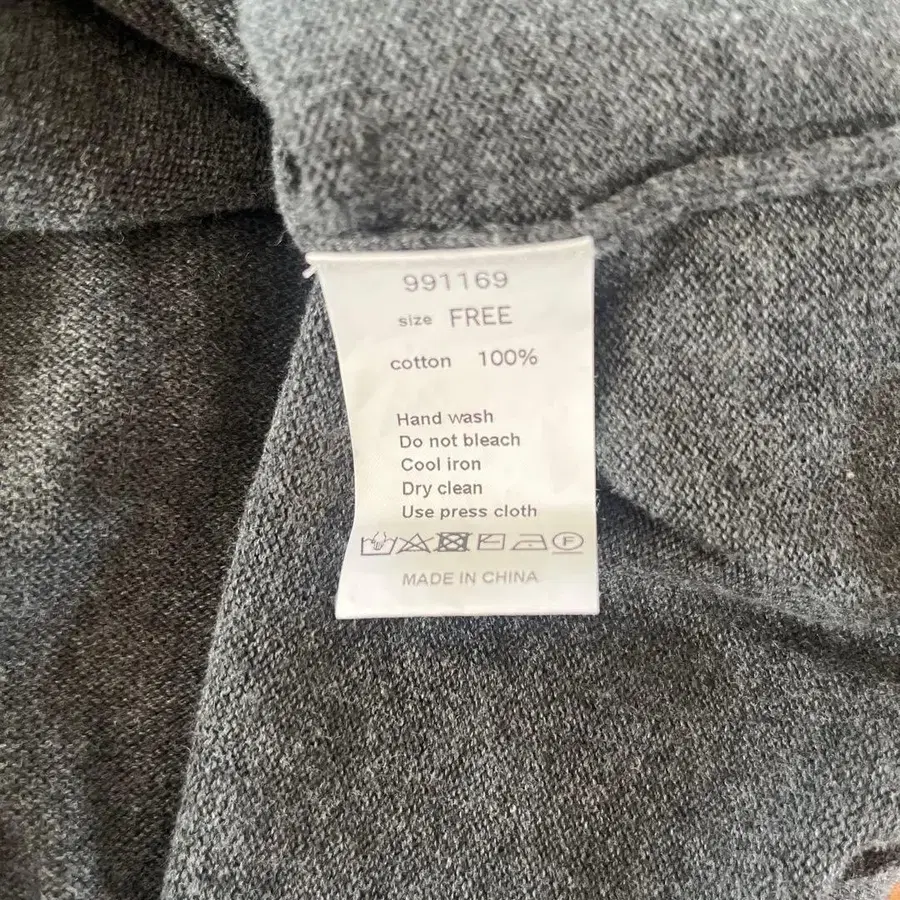 991169
size FREE
cotton 100%
Hand wash
Do not bleach
Cool iron
Dry clean
Use press cloth
F
MADE IN CHINA